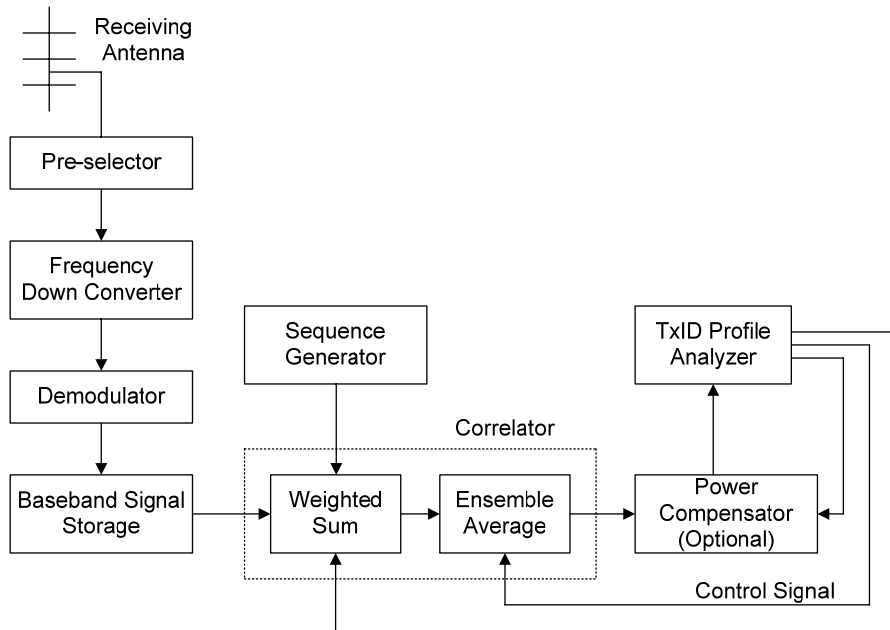 Receiving
Antenna
Pre-selector
Frequency
Down Converter
Demodulator
Baseband Signal
Storage
Sequence
Generator
Correlator
Weighted
Sum
Ensemble
Average
TxID Profile
Analyzer
Power
Compensator
(Optional)
Control Signal